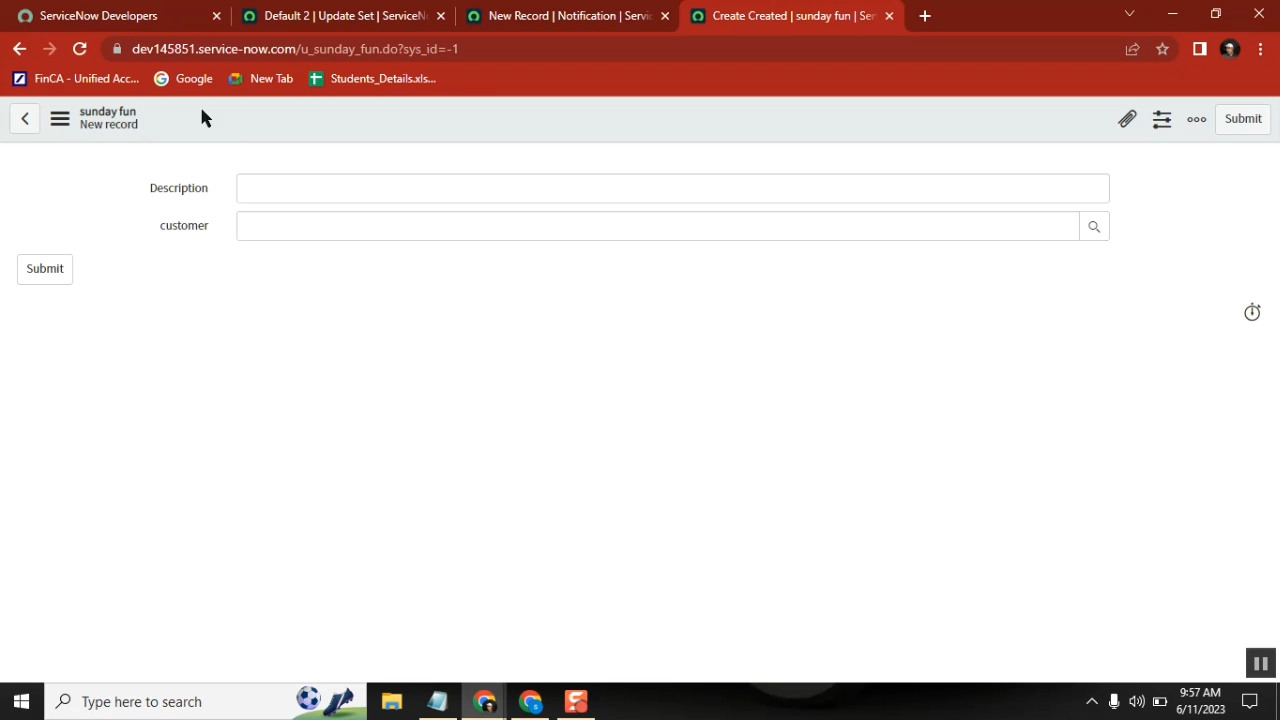 ServiceNow Developers
Default 2 | Update Set | ServiceN
New Record | Notification | Servic
Create Created | sunday fun | Ser
dev145851.service-now.com/u_sunday_fun.do?sys_id=-1
FinCA - Unified Acc...
Google
New Tab
Students_Details.xls...
sunday fun
New record
Submit
Description
customer
Submit
Type here to search
9:57 AM
6/11/2023